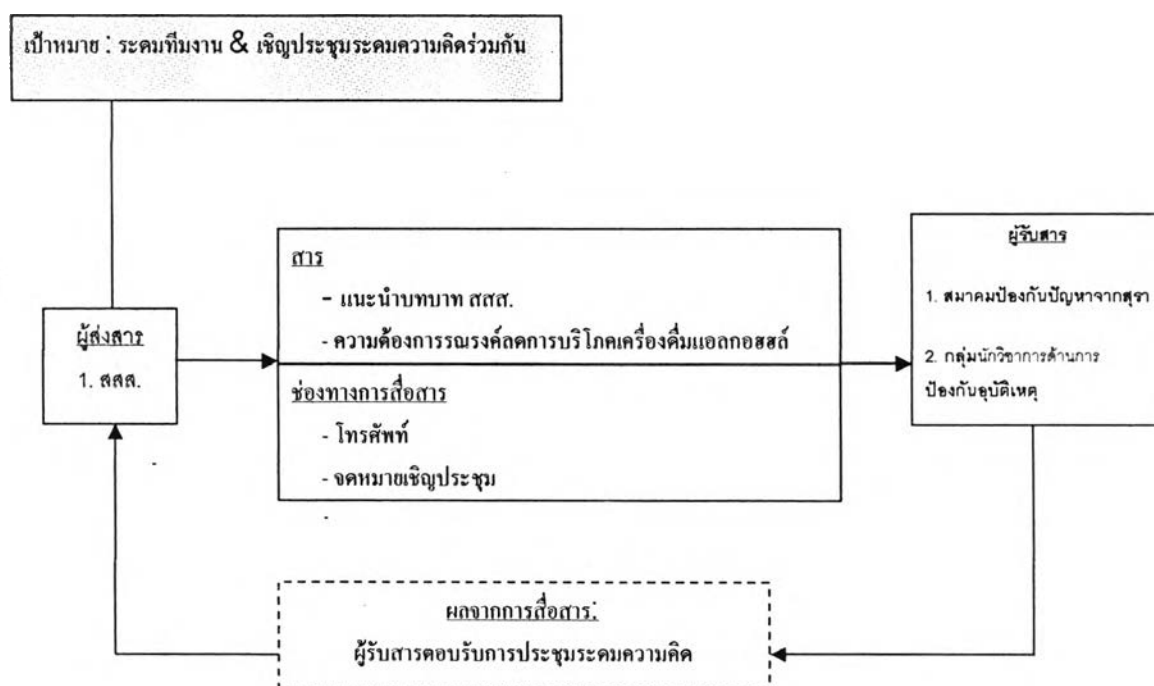 เป้าหมาย : ระดมทีมงาน & เชิญประชุมระดมความคิดร่วมกัน
ผู้ส่งสาร
1. สสส.
สาร
- แนะนำบทบาท สสส.
- ความต้องการรณรงค์ลดการบริโภคเครื่องดื่มแอลกอฮอล์
ช่องทางการสื่อสาร
- โทรศัพท์
- จดหมายเชิญประชุม
ผู้รับสาร
1. สมาคมป้องกันปัญหาจากสุรา
2. กลุ่มนักวิชาการด้านการ
ป้องกันอุบัติเหตุ
ผลจากการสื่อสาร:
ผู้รับสารตอบรับการประชุมระดมความคิด